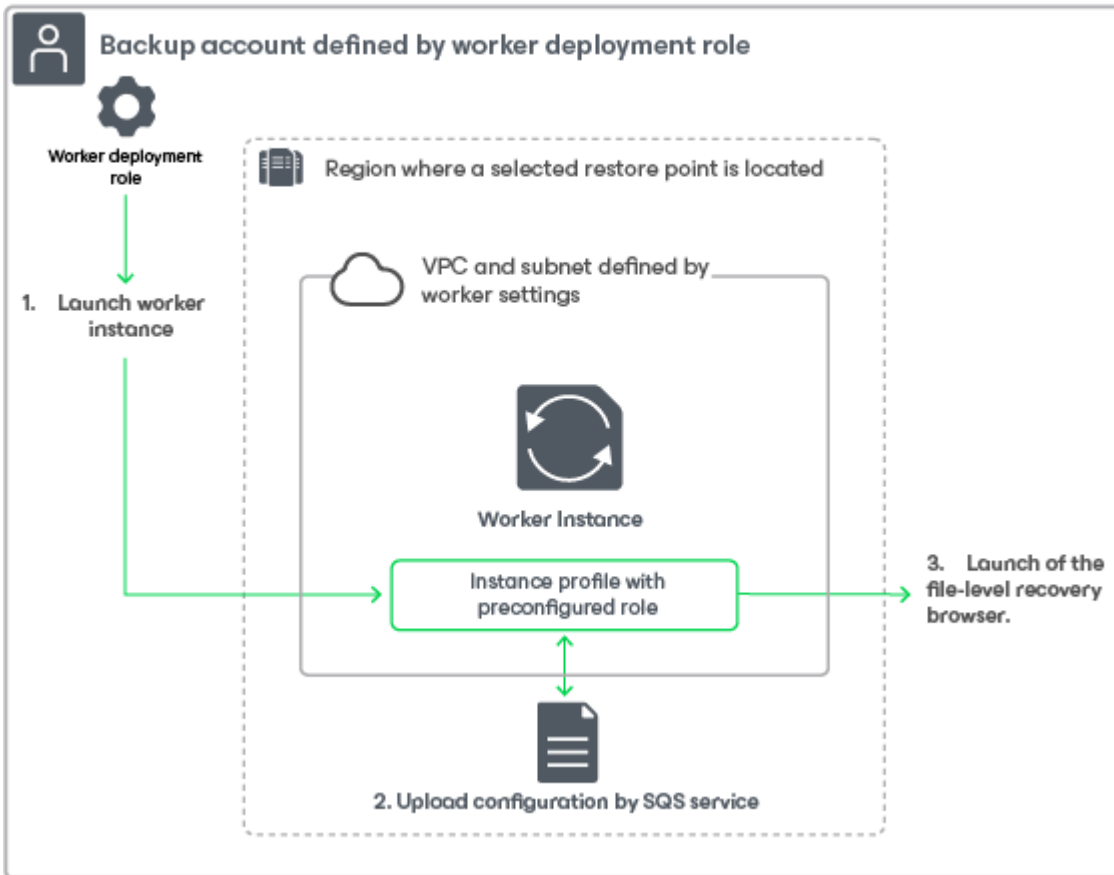 Backup account defined by worker deployment role
Worker deployment
role
Region where a selected restore point is located
VPC and subnet defined by
worker settings
1. Launch worker
instance
Worker Instance
Instance profile with
preconfigured role
3. Launch of the
file-level recovery
browser.
2. Upload configuration by SQS service